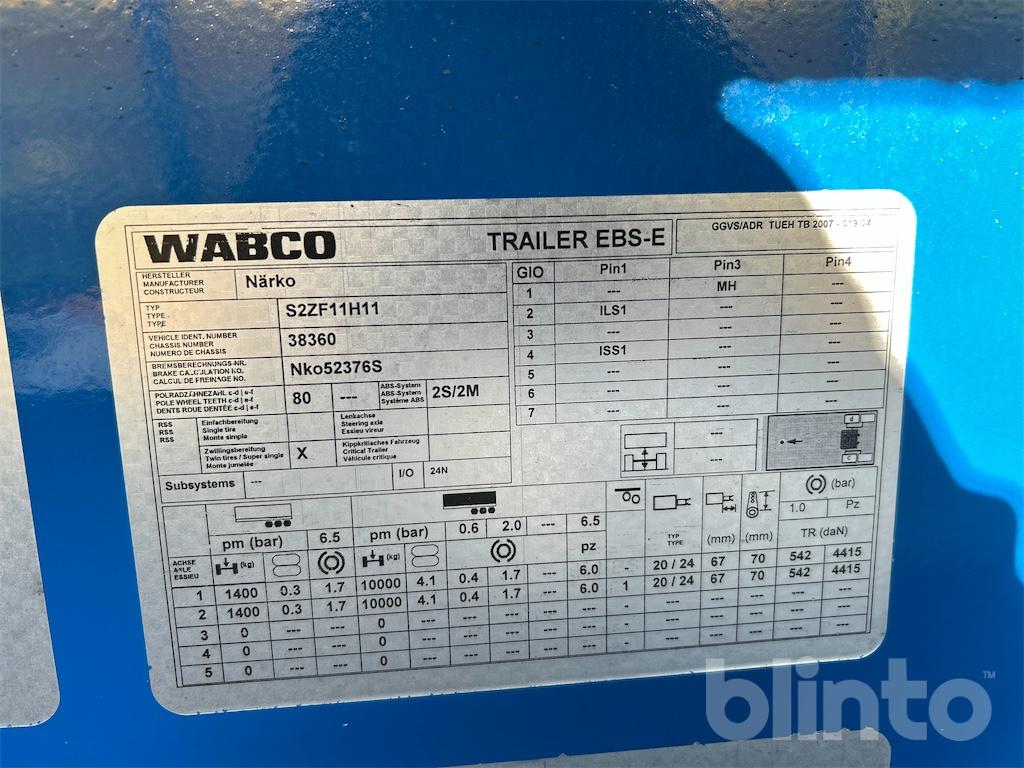 WABCO TRAILER EBS-E GGVS/ADR TUEH TB 2007 - 019.04
HERSTELLER
MANUFACTURER
CONSTRUCTEUR
Närko
TYP
TYPE
TYPE
S2ZF11H11
VEHICLE IDENT. NUMBER
CHASSIS NUMBER
NUMERO DE CHASSIS
38360
BREMSBERECHNUNGS-NR.
BRAKE CALCULATION NO.
CALCUL DE FREINAGE NO.
Nko52376S
POLRADZÄHNEZAHL c-d | e-f
POLE WHEEL TEETH c-d | e-f
DENTS ROUE DENTÉE c-d | e-f
80 ---
ABS-System
ABS-System
Système ABS
2S/2M
RSS
RSS
RSS
Einfachbereifung
Single tire
Monte simple
Lenkachse
Steering axle
Essieu vireur
Zwillingsbereifung
Twin tires / Super single
Monte jumelée
X
Kippkritisches Fahrzeug
Critical Trailer
Véhicule critique
Subsystems --- I/O 24N
GIO Pin1 Pin3 Pin4
1 --- MH ---
2 ILS1 --- ---
3 --- --- ---
4 ISS1 --- ---
5 --- --- ---
6 --- --- ---
7 --- --- ---
---
---
d
c
pm (bar) 6.5 pm (bar) 0.6 2.0 --- 6.5
pz
TYP
TYPE
(mm) (mm)
(bar)
1.0 Pz
TR (daN)
ACHSE
AXLE
ESSIEU
(kg) (kg)
1 1400 0.3 1.7 10000 4.1 0.4 1.7 --- 6.0 - 20 / 24 67 70 542 4415
2 1400 0.3 1.7 10000 4.1 0.4 1.7 --- 6.0 1 20 / 24 67 70 542 4415
3 0 --- --- 0 --- --- --- --- --- - --- --- --- --- ---
4 0 --- --- 0 --- --- --- --- --- - --- --- --- --- ---
5 0 --- --- 0 --- --- --- --- --- - --- --- --- --- ---
blinto™